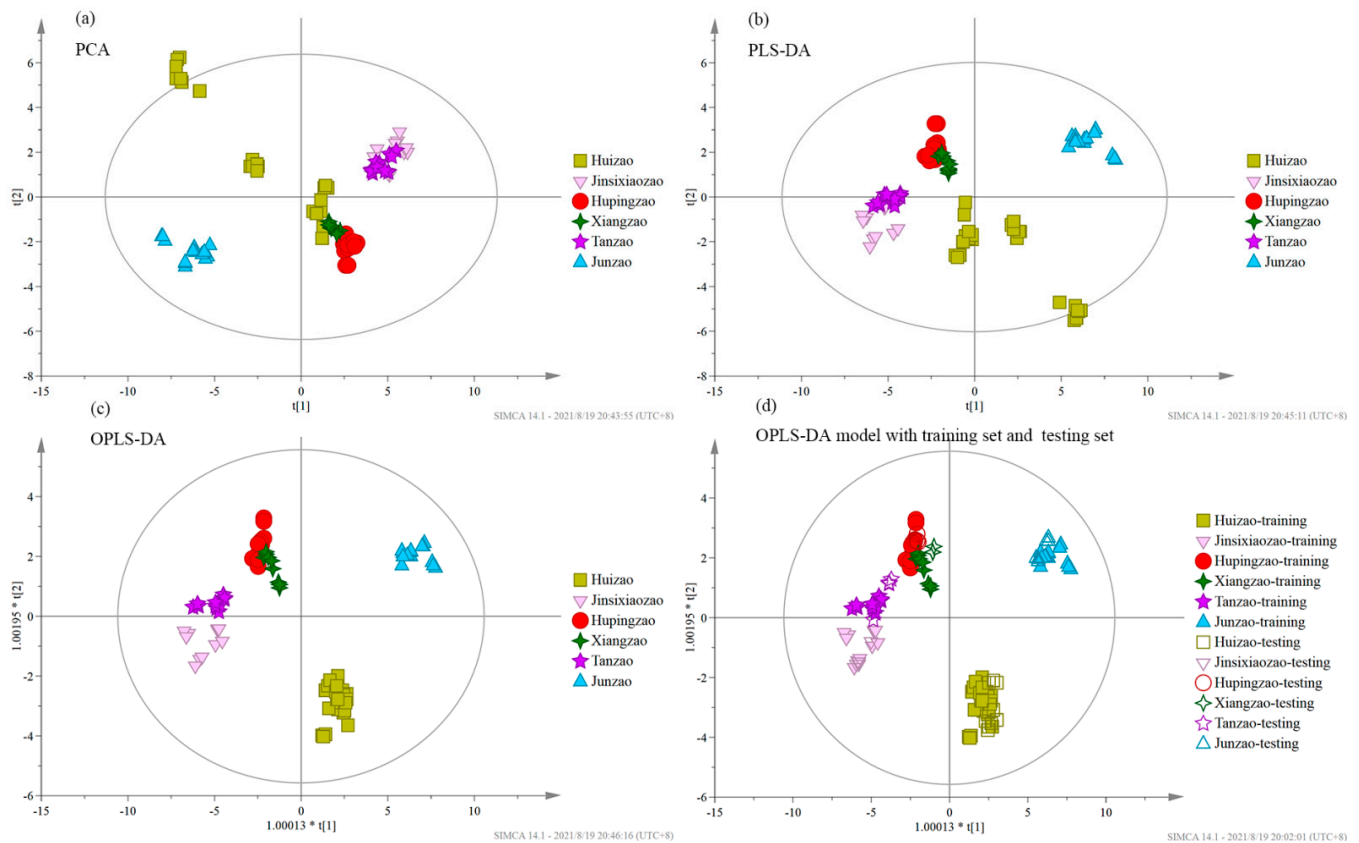 (a)
PCA
6
4
2
0
-2
-4
-6
-8
t[2]
-15
-10
-5
0
5
10
t[1]
Huizao
Jinsixiaozao
Hupingzao
Xiangzao
Tanzao
Junzao
SIMCA 14.1 - 2021/8/19 20:43:55 (UTC+8)
(b)
PLS-DA
6
4
2
0
-2
-4
-6
-8
t[2]
-15
-10
-5
0
5
10
15
t[1]
Huizao
Jinsixiaozao
Hupingzao
Xiangzao
Tanzao
Junzao
SIMCA 14.1 - 2021/8/19 20:45:11 (UTC+8)
(c)
OPLS-DA
4
2
0
-2
-4
-6
1.00195 * t[2]
-15
-10
-5
0
5
10
1.00013 * t[1]
Huizao
Jinsixiaozao
Hupingzao
Xiangzao
Tanzao
Junzao
SIMCA 14.1 - 2021/8/19 20:46:16 (UTC+8)
(d)
OPLS-DA model with training set and testing set
4
2
0
-2
-4
-6
1.00195 * t[2]
-15
-10
-5
0
5
10
15
1.00013 * t[1]
Huizao-training
Jinsixiaozao-training
Hupingzao-training
Xiangzao-training
Tanzao-training
Junzao-training
Huizao-testing
Jinsixiaozao-testing
Hupingzao-testing
Xiangzao-testing
Tanzao-testing
Junzao-testing
SIMCA 14.1 - 2021/8/19 20:02:01 (UTC+8)